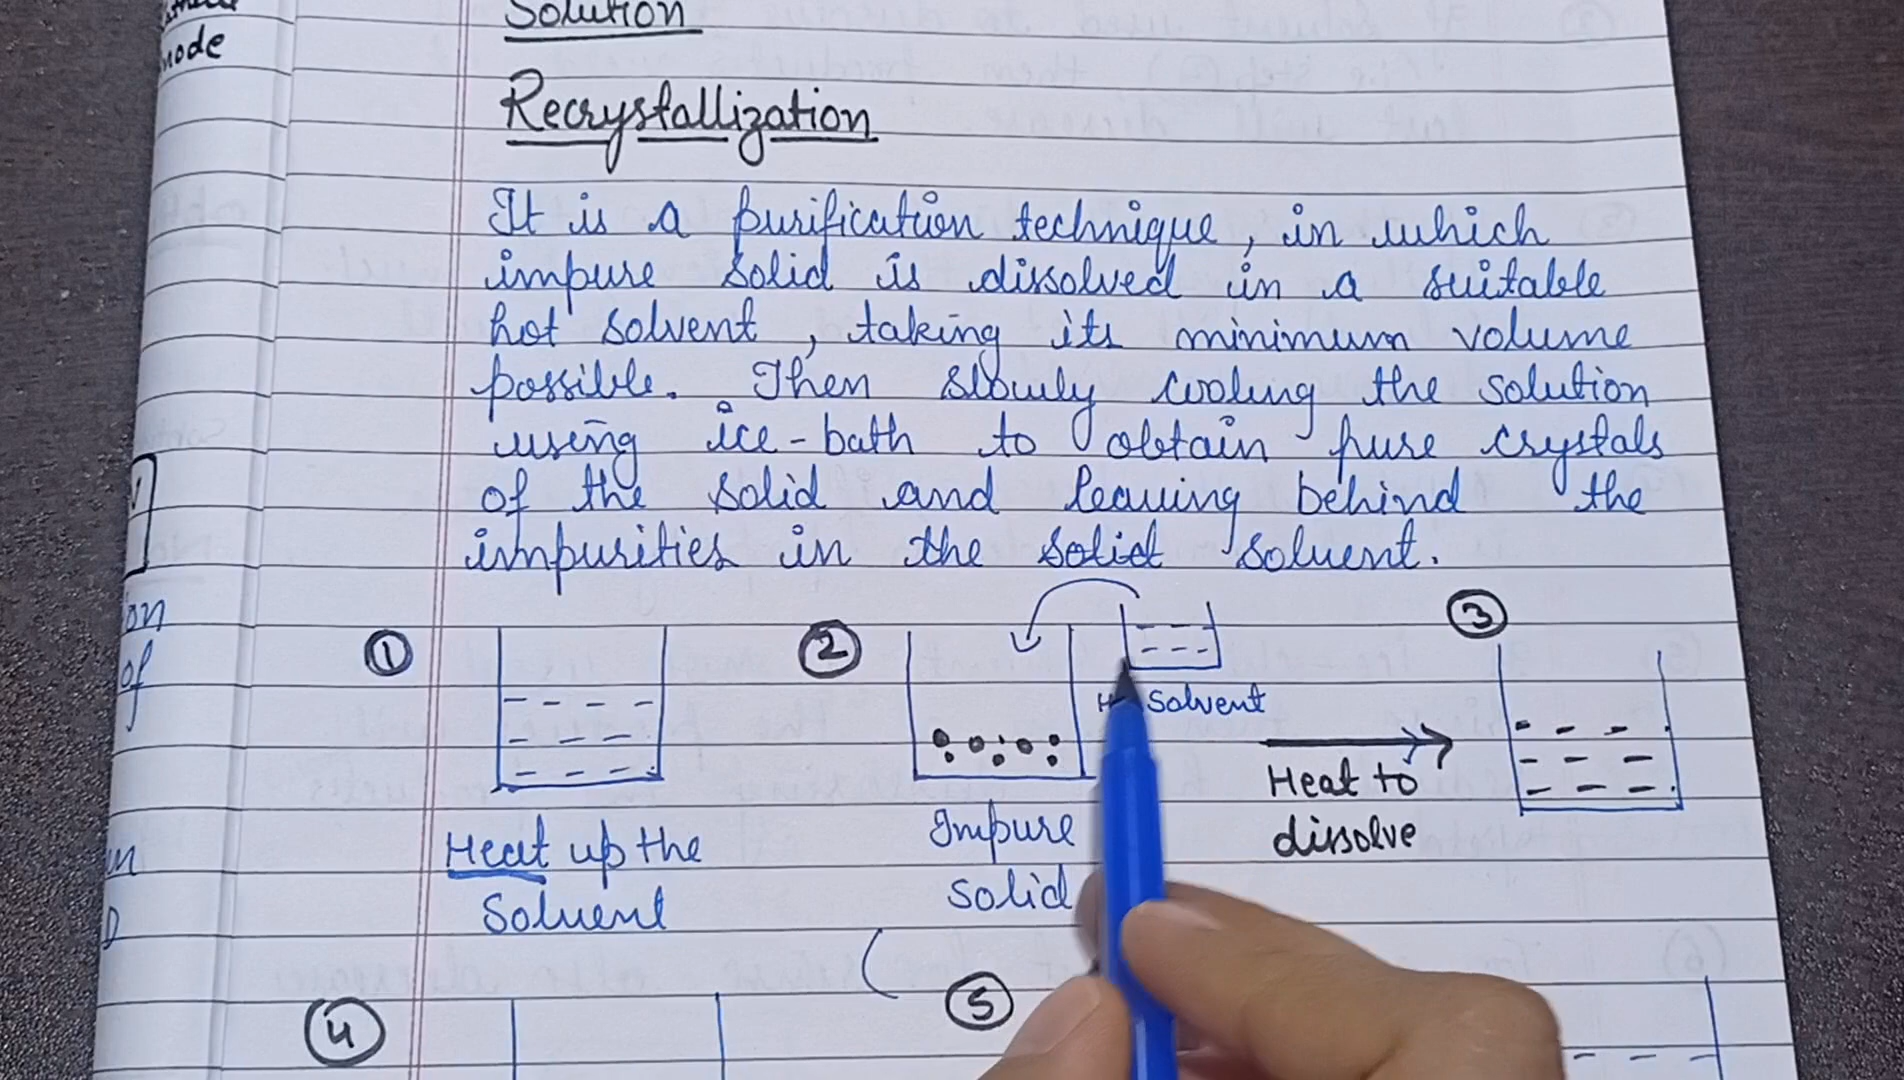 Solution
node
Recrystallization
It is a purification technique, in which
impure solid is dissolved in a suitable
hot solvent, taking its minimum volume
possible. Then slowly cooling the solution
using ice-bath to obtain pure crystals
of the solid and leaving behind the
impurities in the solid solvent.
on
of
① ② ③
Solvent
Heat to
dissolve
Impure
Solid
Heat up the
Solvent
④ ⑤